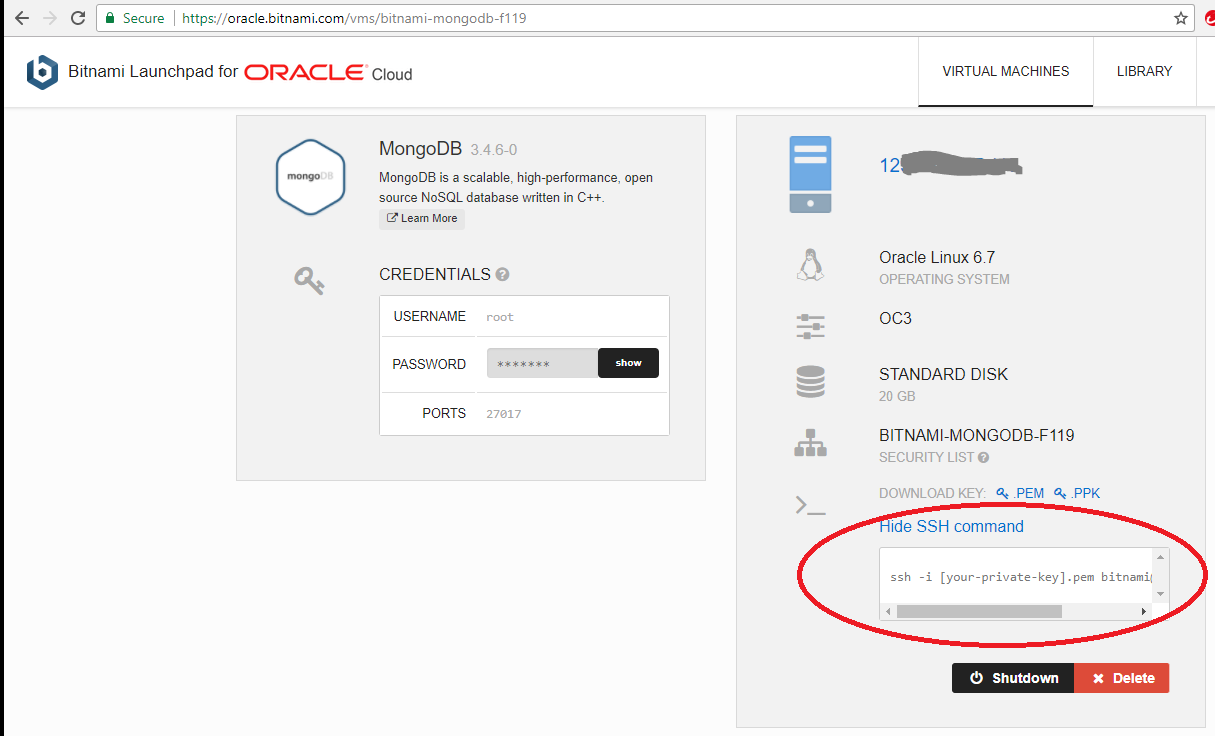 Secure | https://oracle.bitnami.com/vms/bitnami-mongodb-f119
Bitnami Launchpad for ORACLE Cloud
VIRTUAL MACHINES
LIBRARY
mongoDB
MongoDB 3.4.6-0
MongoDB is a scalable, high-performance, open
source NoSQL database written in C++.
Learn More
CREDENTIALS ?
USERNAME root
PASSWORD ******* show
PORTS 27017
12
Oracle Linux 6.7
OPERATING SYSTEM
OC3
STANDARD DISK
20 GB
BITNAMI-MONGODB-F119
SECURITY LIST ?
DOWNLOAD KEY: .PEM .PPK
Hide SSH command
ssh -i [your-private-key].pem bitnami@
Shutdown
Delete